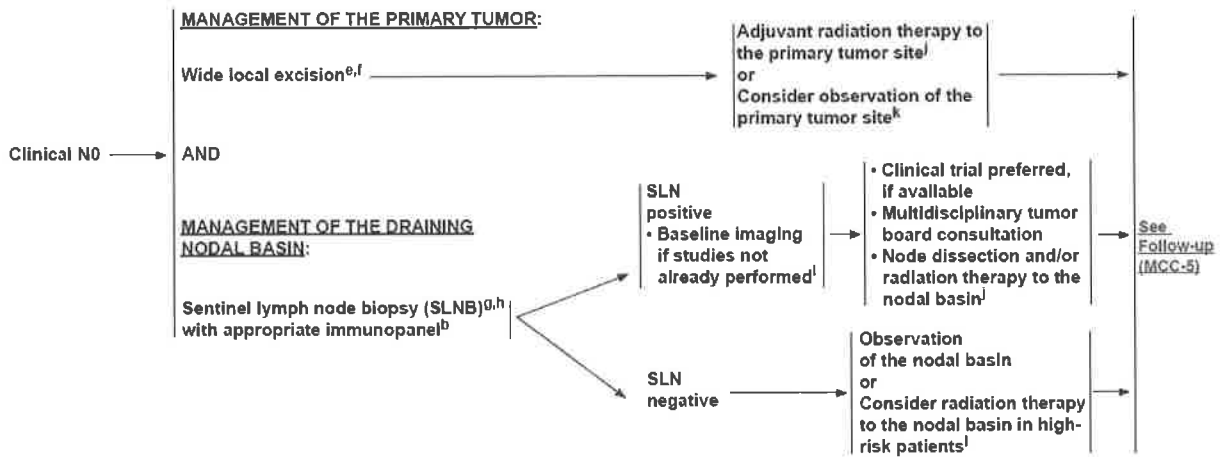 MANAGEMENT OF THE PRIMARY TUMOR:
Wide local excision e,f
Adjuvant radiation therapy to
the primary tumor site j
or
Consider observation of the
primary tumor site k
Clinical N0
AND
MANAGEMENT OF THE DRAINING
NODAL BASIN:
Sentinel lymph node biopsy (SLNB) g,h
with appropriate immunopanel b
SLN
positive
• Baseline imaging
if studies not
already performed i
• Clinical trial preferred,
if available
• Multidisciplinary tumor
board consultation
• Node dissection and/or
radiation therapy to the
nodal basin j
SLN
negative
Observation
of the nodal basin
or
Consider radiation therapy
to the nodal basin in high-
risk patients l
See
Follow-up
(MCC-5)